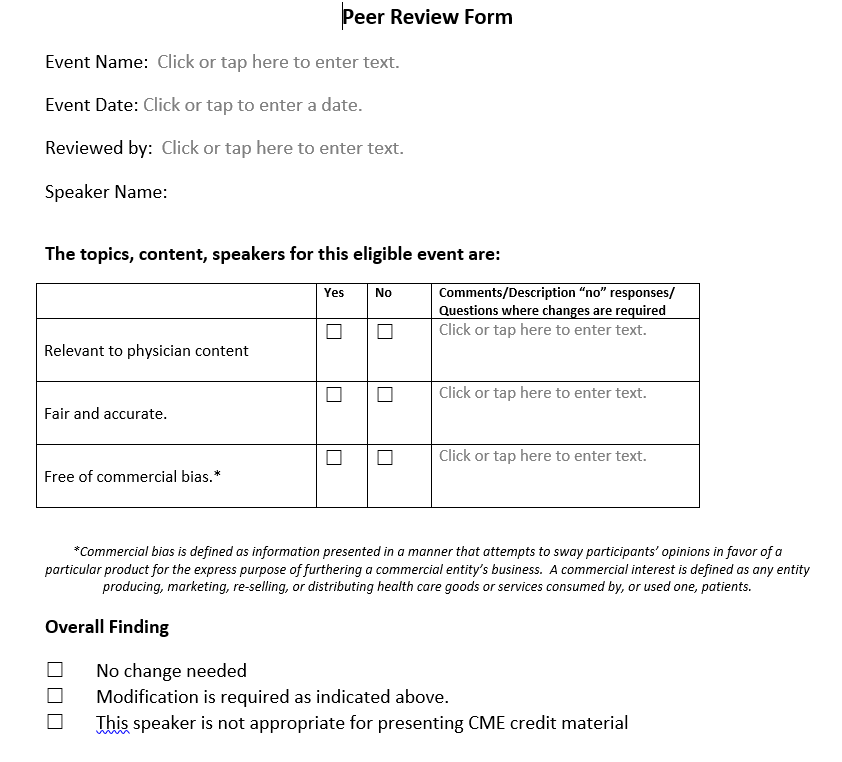 Peer Review Form
Event Name: Click or tap here to enter text.
Event Date: Click or tap to enter a date.
Reviewed by: Click or tap here to enter text.
Speaker Name:
The topics, content, speakers for this eligible event are:
Yes No Comments/Description “no” responses/
Questions where changes are required
Relevant to physician content ☐ ☐ Click or tap here to enter text.
Fair and accurate. ☐ ☐ Click or tap here to enter text.
Free of commercial bias.* ☐ ☐ Click or tap here to enter text.
*Commercial bias is defined as information presented in a manner that attempts to sway participants’ opinions in favor of a
particular product for the express purpose of furthering a commercial entity’s business. A commercial interest is defined as any entity
producing, marketing, re-selling, or distributing health care goods or services consumed by, or used one, patients.
Overall Finding
☐ No change needed
☐ Modification is required as indicated above.
☐ This speaker is not appropriate for presenting CME credit material